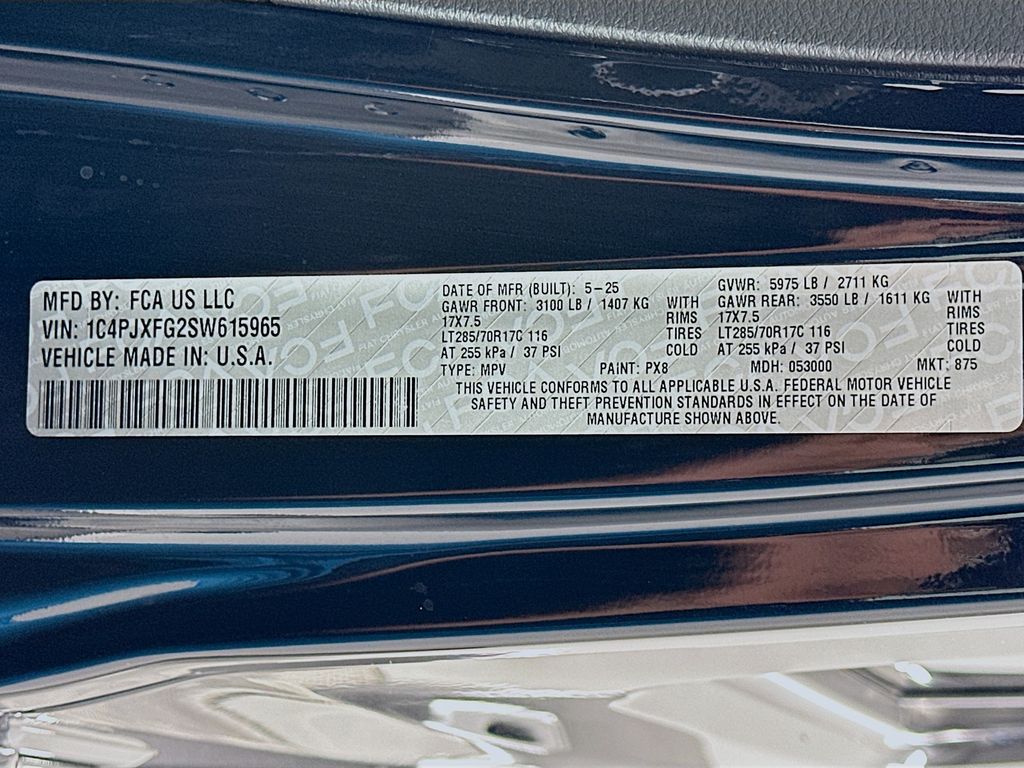 MFD BY: FCA US LLC
VIN: 1C4PJXFG2SW615965
VEHICLE MADE IN: U.S.A.
DATE OF MFR (BUILT): 5-25
GAWR FRONT: 3100 LB / 1407 KG WITH
17X7.5 RIMS
LT285/70R17C 116 TIRES
AT 255 kPa / 37 PSI COLD
GVWR: 5975 LB / 2711 KG
GAWR REAR: 3550 LB / 1611 KG WITH
17X7.5 RIMS
LT285/70R17C 116 TIRES
AT 255 kPa / 37 PSI COLD
TYPE: MPV PAINT: PX8 MDH: 053000 MKT: 875
THIS VEHICLE CONFORMS TO ALL APPLICABLE U.S.A. FEDERAL MOTOR VEHICLE
SAFETY AND THEFT PREVENTION STANDARDS IN EFFECT ON THE DATE OF
MANUFACTURE SHOWN ABOVE.